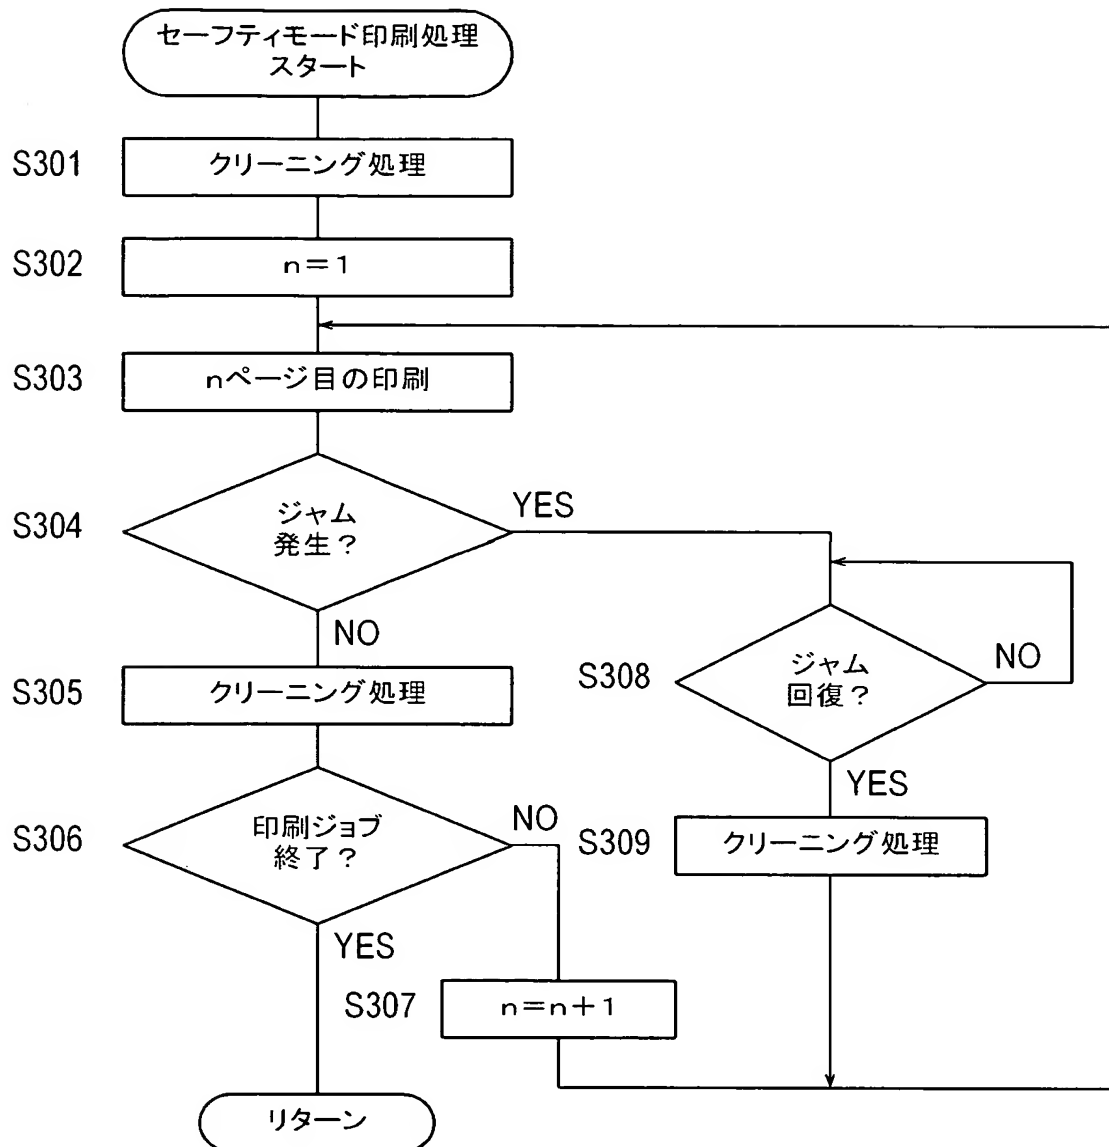 セーフティモード印刷処理
スタート
S301
クリーニング処理
S302
n=1
S303
nページ目の印刷
S304
ジャム
発生?
YES
NO
S305
クリーニング処理
S306
印刷ジョブ
終了?
NO
YES
S307
n=n+1
リターン
S308
ジャム
回復?
NO
YES
S309
クリーニング処理